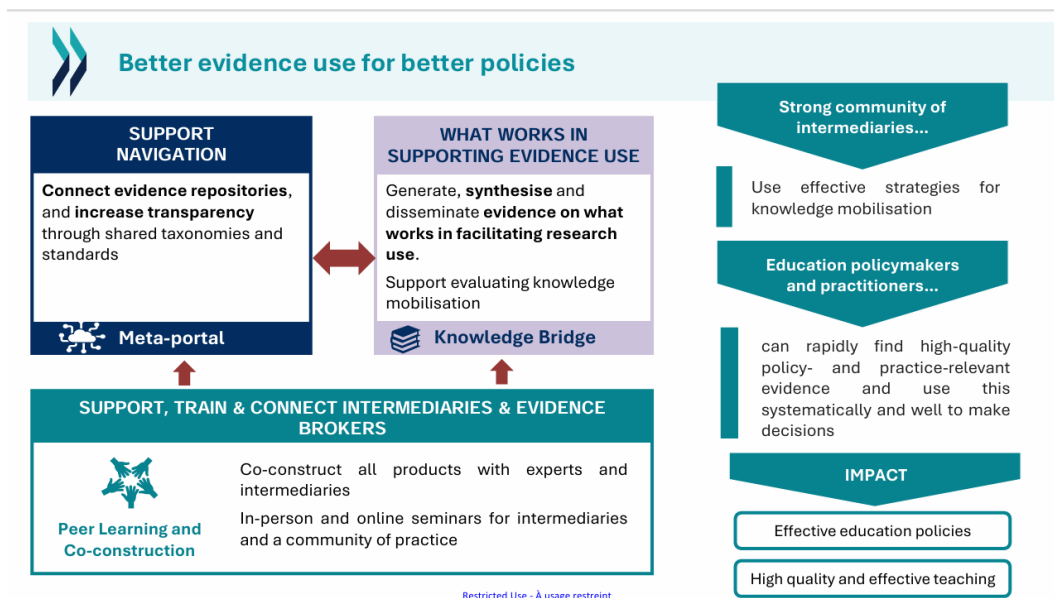 Better evidence use for better policies
SUPPORT
NAVIGATION
Connect evidence repositories,
and increase transparency
through shared taxonomies and
standards
Meta-portal
WHAT WORKS IN
SUPPORTING EVIDENCE USE
Generate, synthesise and
disseminate evidence on what
works in facilitating research
use.
Support evaluating knowledge
mobilisation
Knowledge Bridge
SUPPORT, TRAIN & CONNECT INTERMEDIARIES & EVIDENCE
BROKERS
Peer Learning and
Co-construction
Co-construct all products with experts and
intermediaries
In-person and online seminars for intermediaries
and a community of practice
Strong community of
intermediaries...
Use effective strategies for
knowledge mobilisation
Education policymakers
and practitioners...
can rapidly find high-quality
policy- and practice-relevant
evidence and use this
systematically and well to make
decisions
IMPACT
Effective education policies
High quality and effective teaching
Restricted Use - À usage restreint